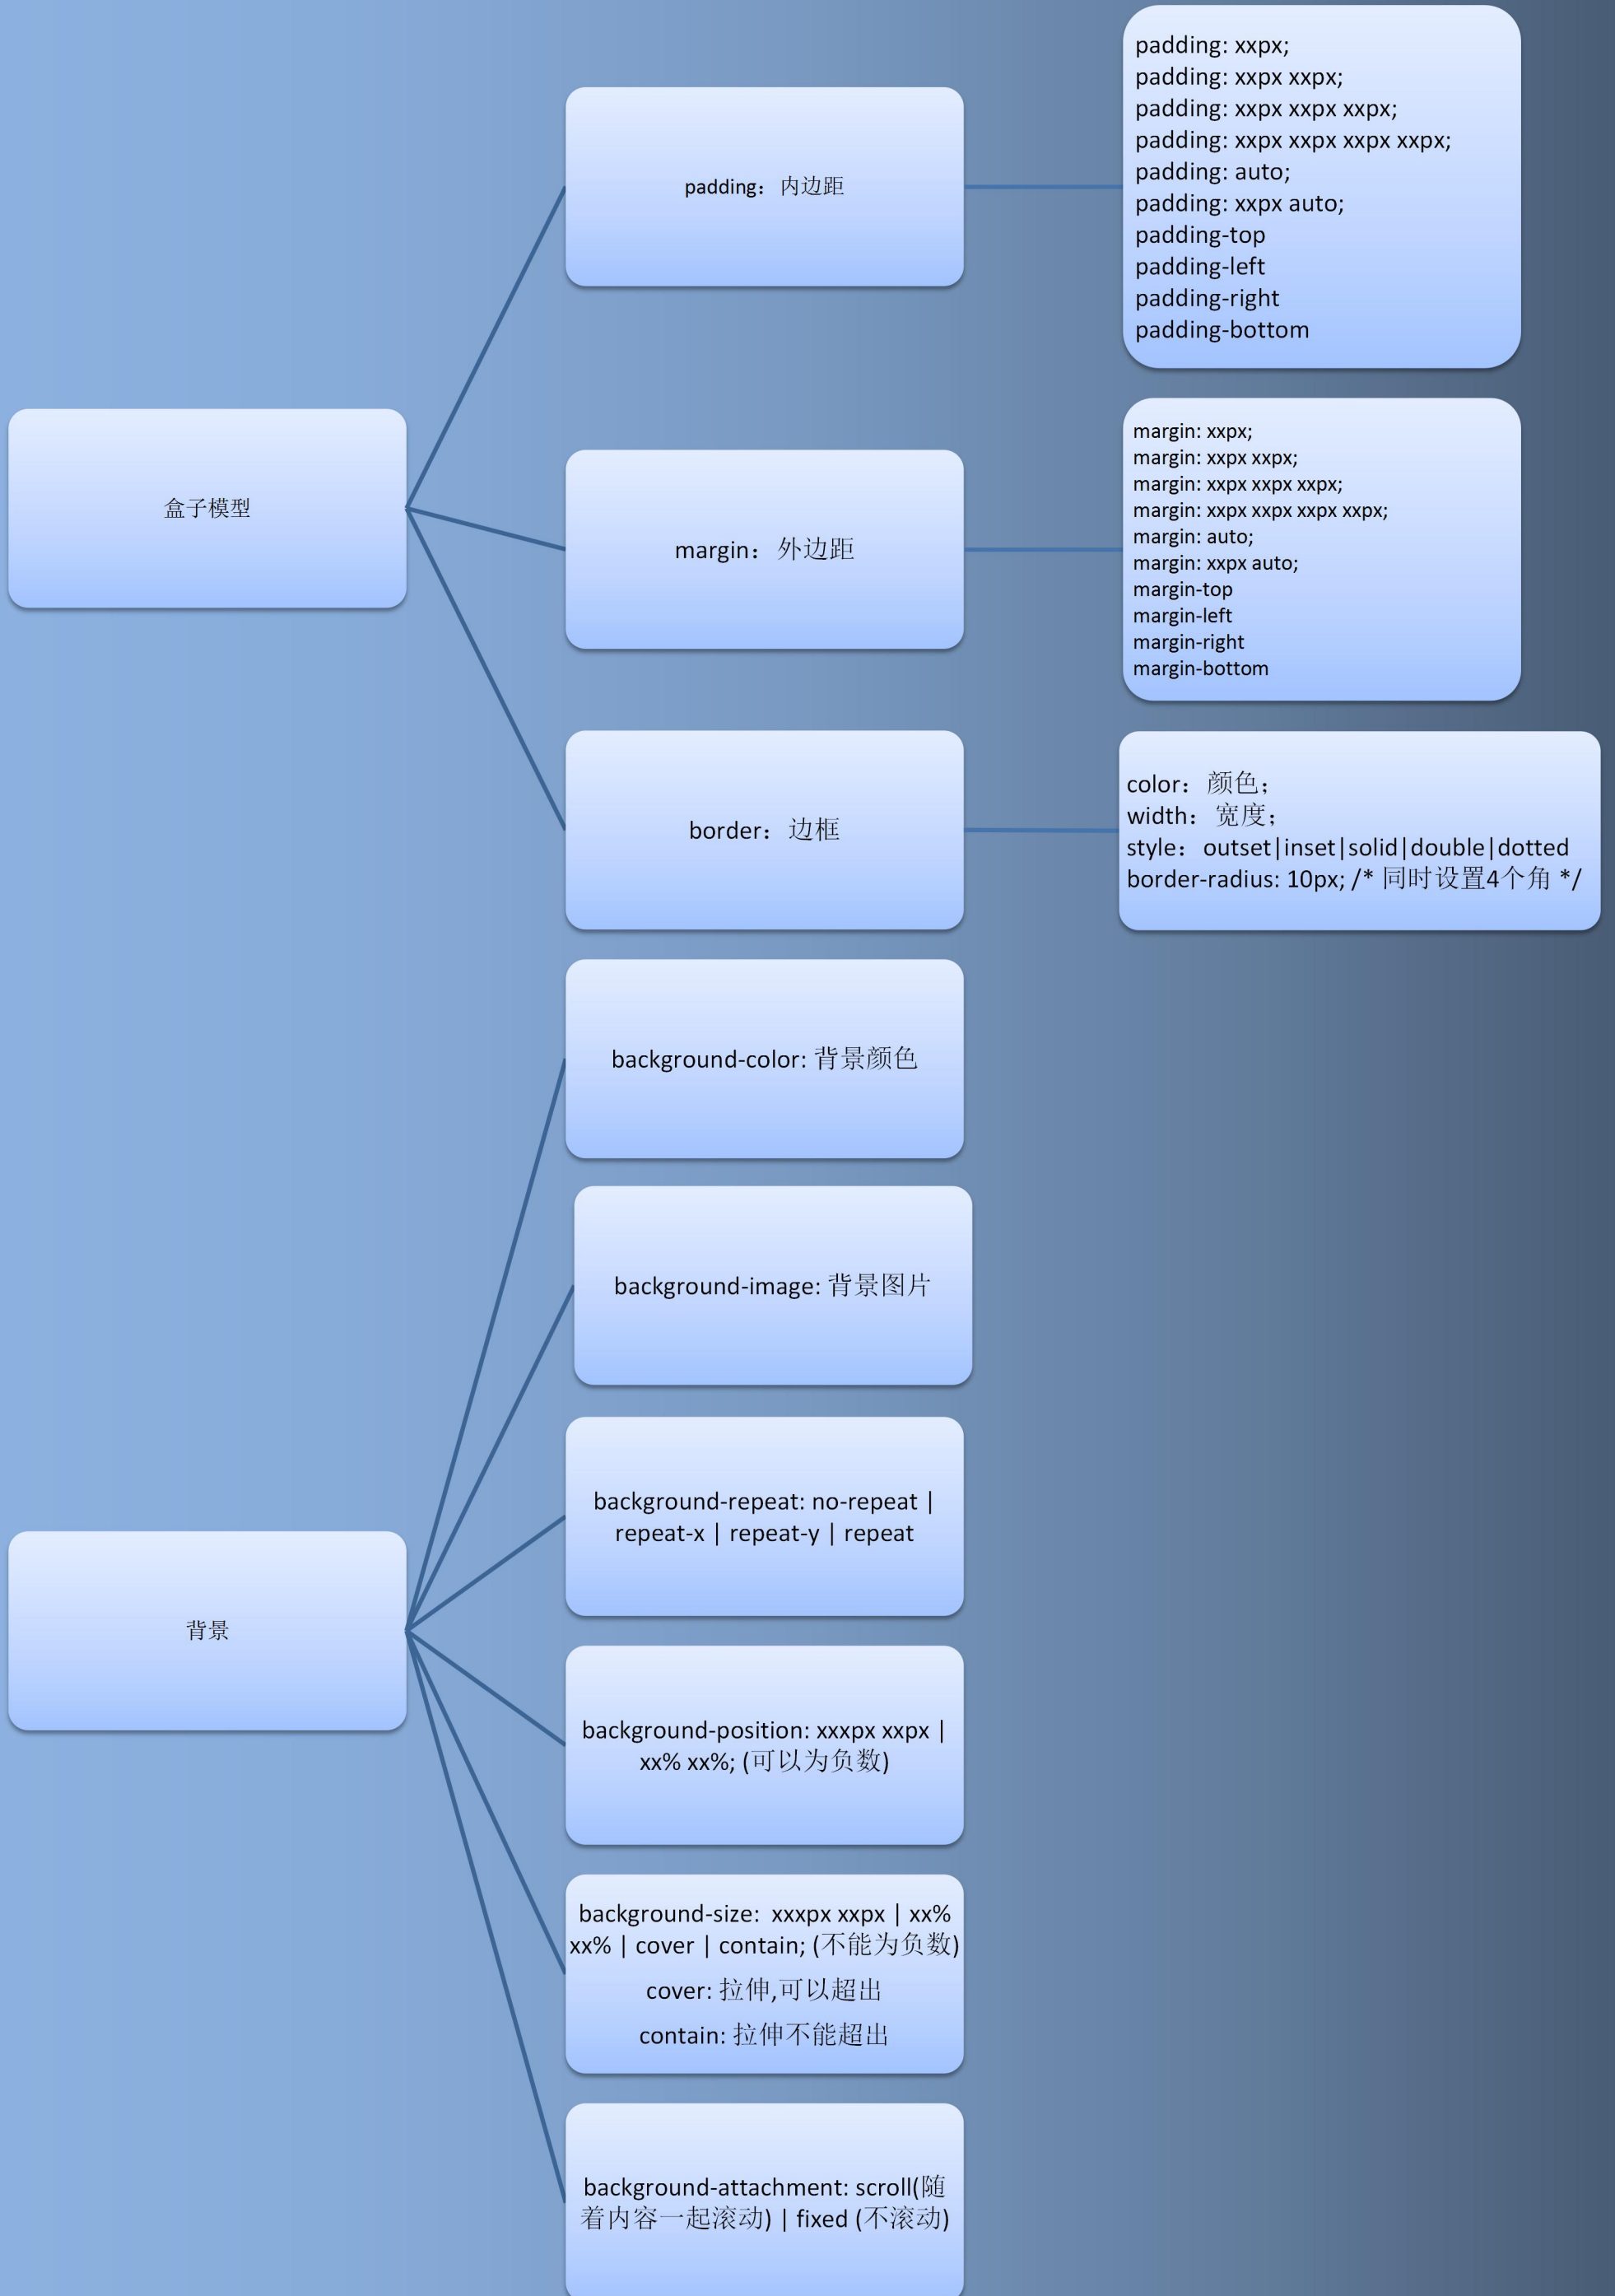 盒子模型
padding：内边距
padding: xxpx;
padding: xxpx xxpx;
padding: xxpx xxpx xxpx;
padding: xxpx xxpx xxpx xxpx;
padding: auto;
padding: xxpx auto;
padding-top
padding-left
padding-right
padding-bottom
margin：外边距
margin: xxpx;
margin: xxpx xxpx;
margin: xxpx xxpx xxpx;
margin: xxpx xxpx xxpx xxpx;
margin: auto;
margin: xxpx auto;
margin-top
margin-left
margin-right
margin-bottom
border：边框
color：颜色；
width：宽度；
style：outset|inset|solid|double|dotted
border-radius: 10px; /* 同时设置4个角 */
背景
background-color: 背景颜色
background-image: 背景图片
background-repeat: no-repeat |
repeat-x | repeat-y | repeat
background-position: xxxpx xxpx |
xx% xx%; (可以为负数)
background-size: xxxpx xxpx | xx%
xx% | cover | contain; (不能为负数)
cover: 拉伸,可以超出
contain: 拉伸不能超出
background-attachment: scroll(随
着内容一起滚动) | fixed (不滚动)